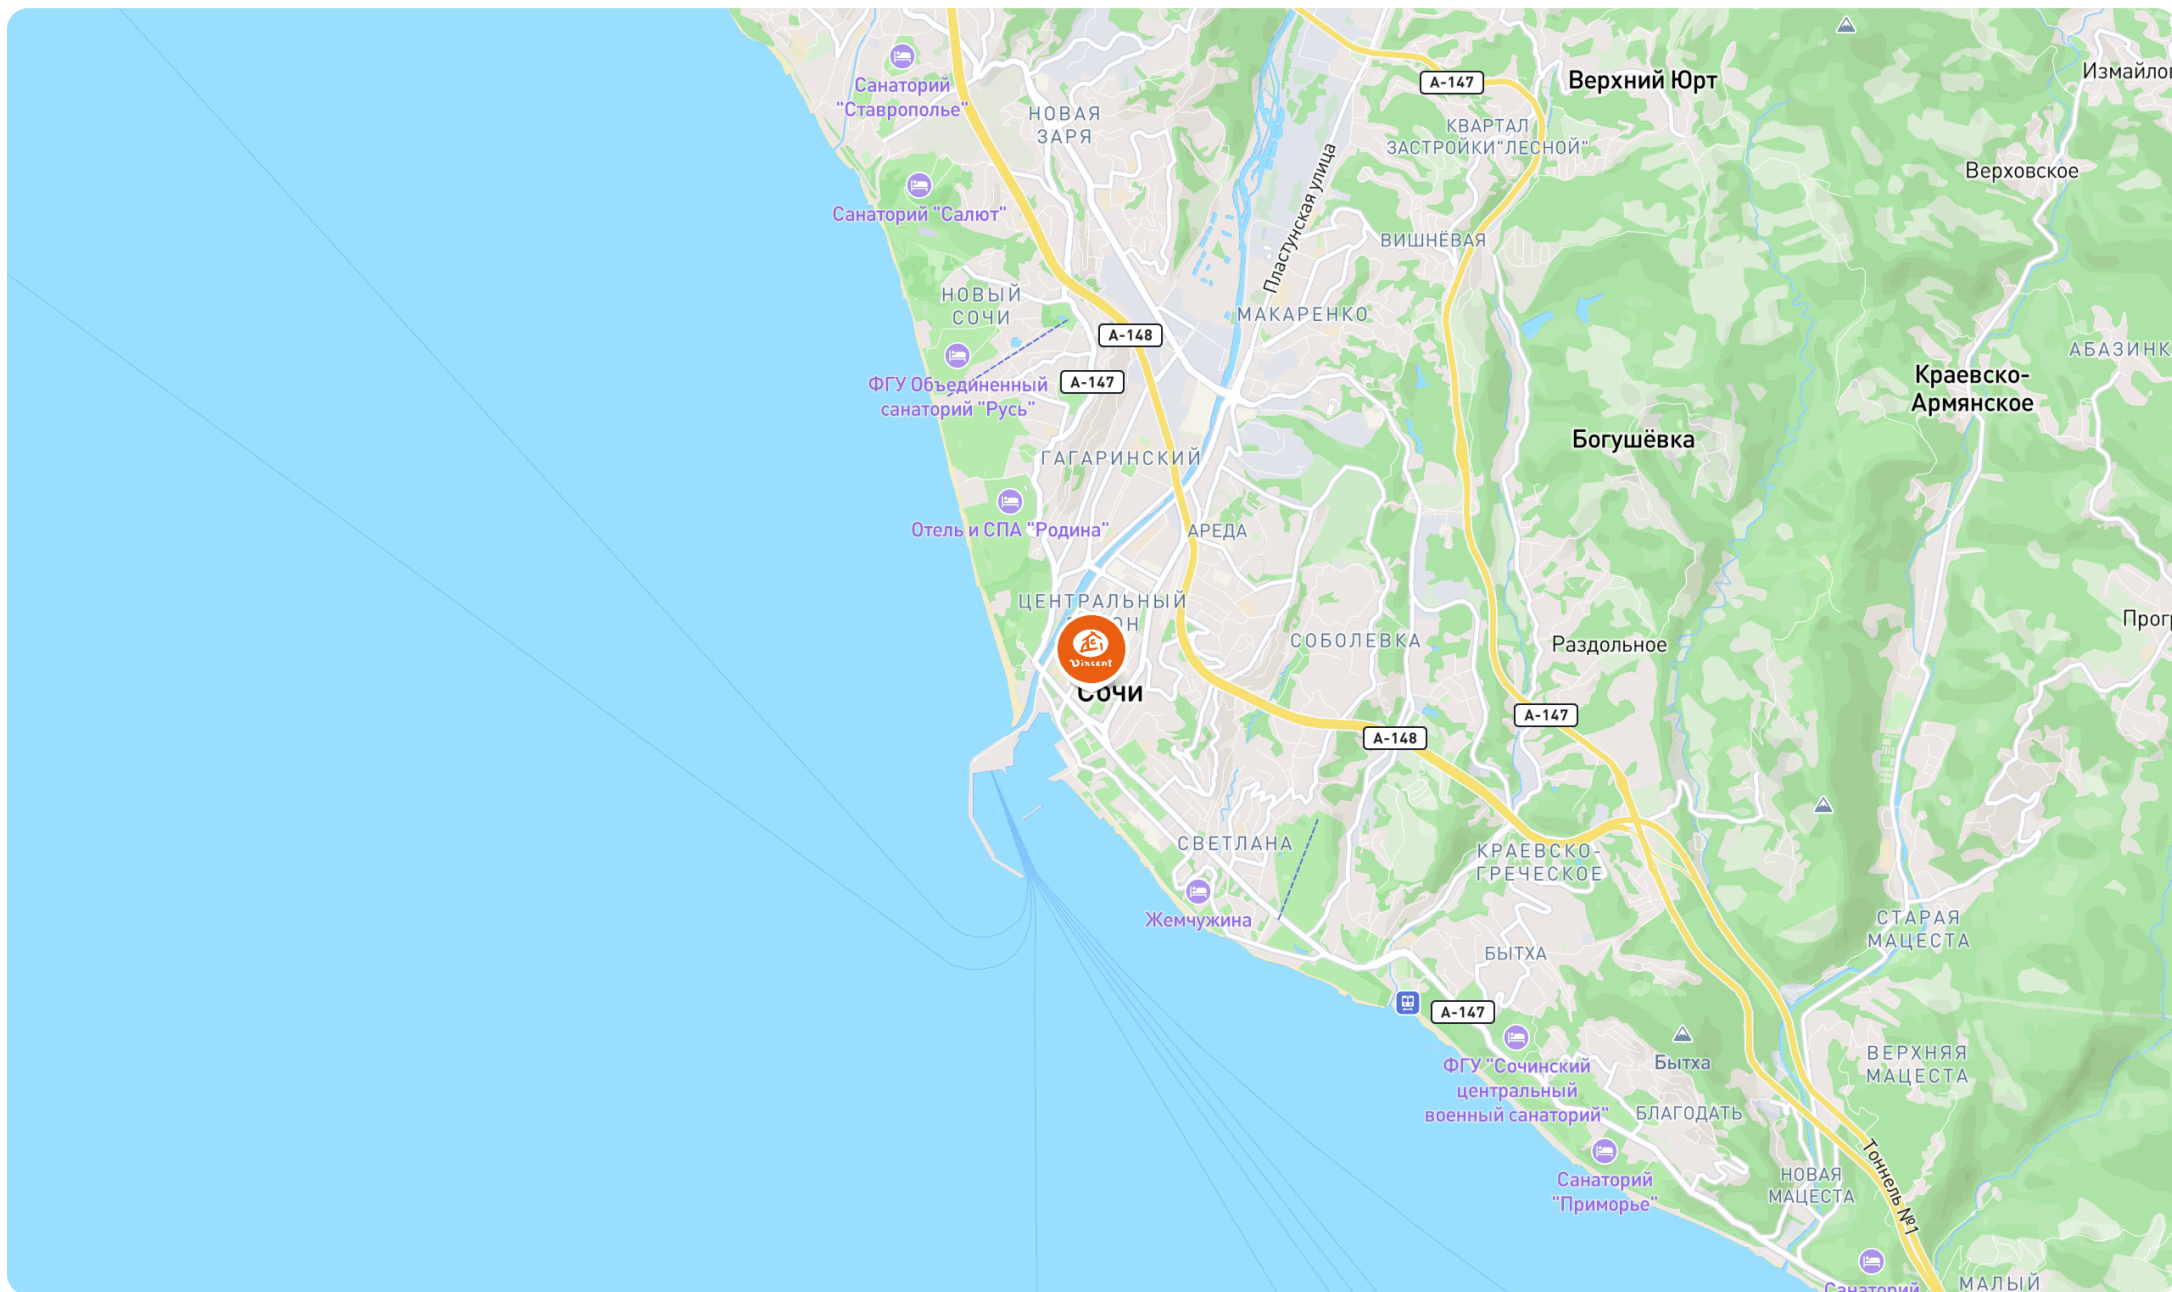 Санаторий
"Ставрополье"
НОВАЯ
ЗАРЯ
А-147
Верхний Юрт
КВАРТАЛ
ЗАСТРОЙКИ"ЛЕСНОЙ"
Верховское
Санаторий "Салют"
Пластунская улица
ВИШНЁВАЯ
НОВЫЙ
СОЧИ
МАКАРЕНКО
А-148
А-147
ФГУ Объединенный
санаторий "Русь"
Краевско-
Армянское
Богушёвка
ГАГАРИНСКИЙ
Отель и СПА "Родина"
АРЕДА
ЦЕНТРАЛЬНЫЙ
Vincent
Сочи
СОБОЛЕВКА
Раздольное
А-147
А-148
СВЕТЛАНА
КРАЕВСКО-
ГРЕЧЕСКОЕ
Жемчужина
СТАРАЯ
МАЦЕСТА
БЫТХА
А-147
ФГУ "Сочинский
центральный
военный санаторий"
Бытха
ВЕРХНЯЯ
МАЦЕСТА
БЛАГОДАТЬ
Санаторий
"Приморье"
НОВАЯ
МАЦЕСТА
Тоннель №1
Санаторий
МАЛЫЙ